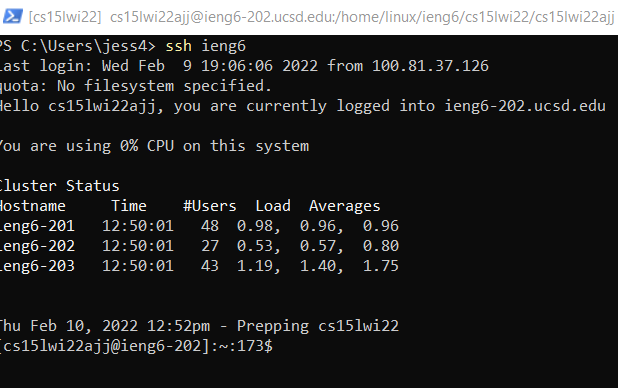 [cs15lwi22] cs15lwi22ajj@ieng6-202.ucsd.edu:/home/linux/ieng6/cs15lwi22/cs15lwi22ajj
PS C:\Users\jess4> ssh ieng6
Last login: Wed Feb  9 19:06:06 2022 from 100.81.37.126
quota: No filesystem specified.
Hello cs15lwi22ajj, you are currently logged into ieng6-202.ucsd.edu
You are using 0% CPU on this system
Cluster Status
Hostname     Time    #Users  Load  Averages
ieng6-201   12:50:01   48  0.98,  0.96,  0.96
ieng6-202   12:50:01   27  0.53,  0.57,  0.80
ieng6-203   12:50:01   43  1.19,  1.40,  1.75
Thu Feb 10, 2022 12:52pm - Prepping cs15lwi22
[cs15lwi22ajj@ieng6-202]:~:173$